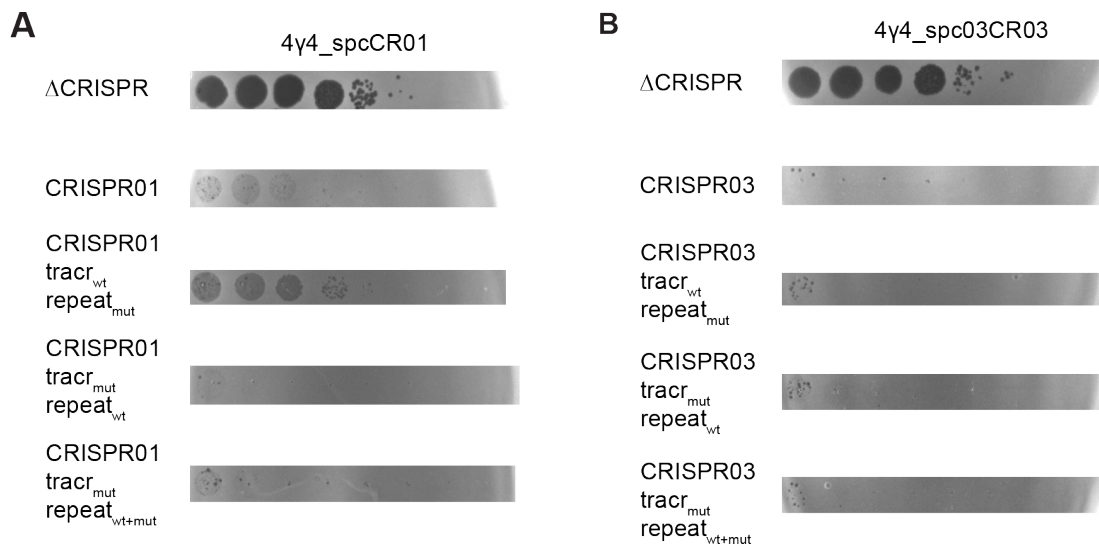 A
4γ4_spcCR01
ΔCRISPR
CRISPR01
CRISPR01
tracrwt
repeatmut
CRISPR01
tracrmut
repeatwt
CRISPR01
tracrmut
repeatwt+mut
B
4γ4_spc03CR03
ΔCRISPR
CRISPR03
CRISPR03
tracrwt
repeatmut
CRISPR03
tracrmut
repeatwt
CRISPR03
tracrmut
repeatwt+mut